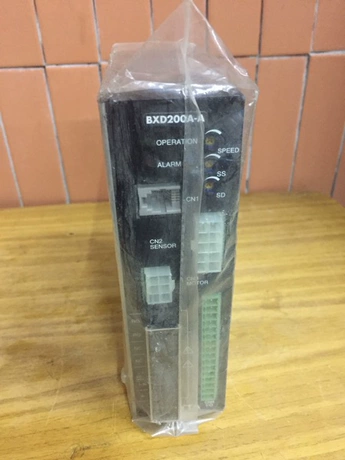 BXD200A-A
OPERATION
SPEED
ALARM
SS
CN1
SD
CN2
SENSOR
MOTOR